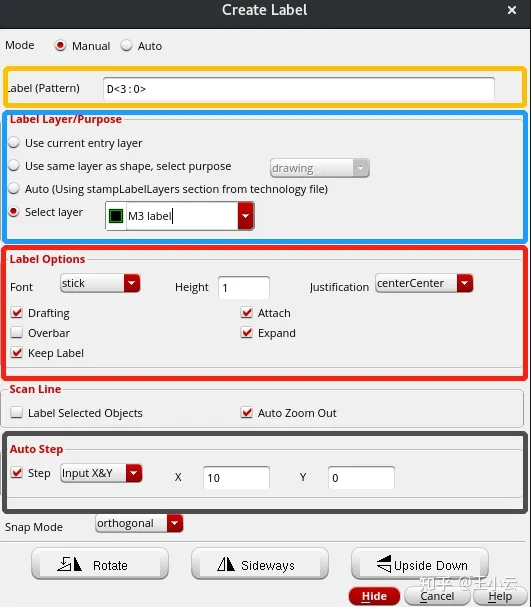 Create Label
Mode Manual Auto
Label (Pattern) D<3:0>
Label Layer/Purpose
Use current entry layer
Use same layer as shape, select purpose drawing
Auto (Using stampLabelLayers section from technology file)
Select layer M3 label
Label Options
Font stick Height 1 Justification centerCenter
Drafting Attach
Overbar Expand
Keep Label
Scan Line
Label Selected Objects Auto Zoom Out
Auto Step
Step Input X&Y X 10 Y 0
Snap Mode orthogonal
Rotate Sideways Upside Down
知乎 @王小云
Hide Cancel Help